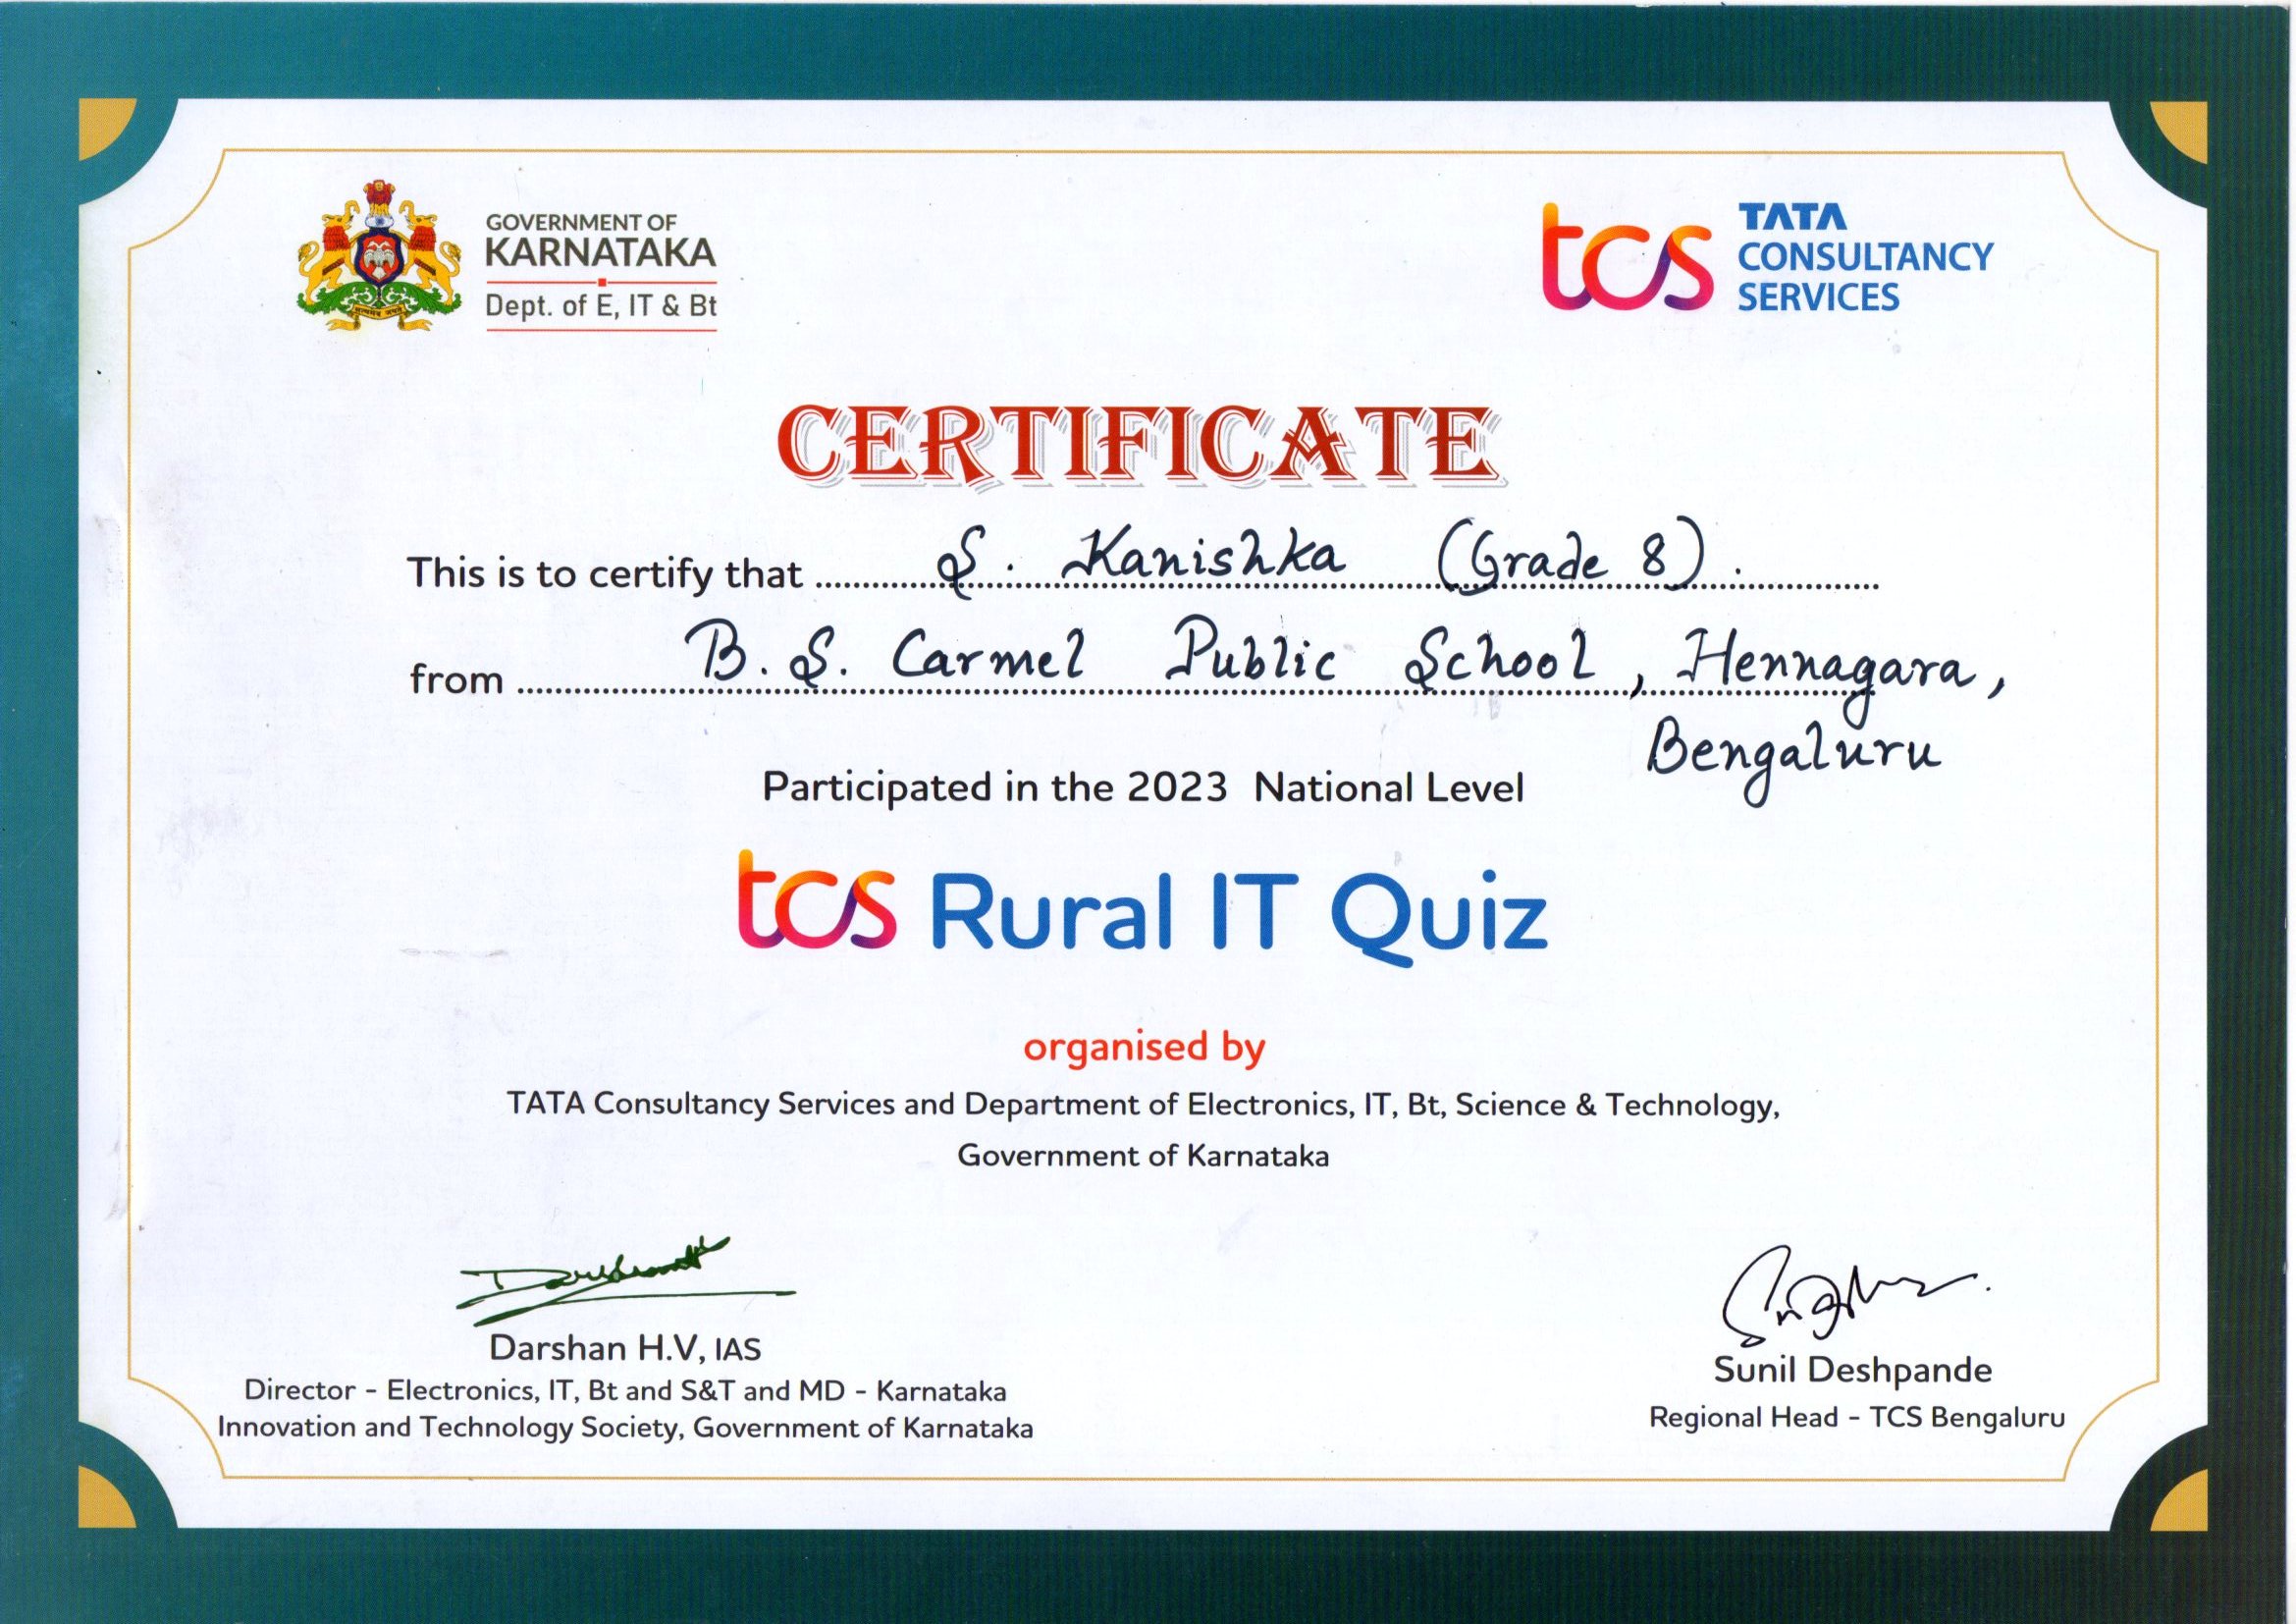 GOVERNMENT OF
KARNATAKA
Dept. of E, IT & Bt
tcs TATA
CONSULTANCY
SERVICES
CERTIFICATE
This is to certify that S. Kanishka (Grade 8).
from B. S. Carmel Public School, Hennagara,
Bengaluru
Participated in the 2023 National Level
tcs Rural IT Quiz
organised by
TATA Consultancy Services and Department of Electronics, IT, Bt, Science & Technology,
Government of Karnataka
Darshan H.V, IAS
Director - Electronics, IT, Bt and S&T and MD - Karnataka
Innovation and Technology Society, Government of Karnataka
Sunil Deshpande
Regional Head - TCS Bengaluru